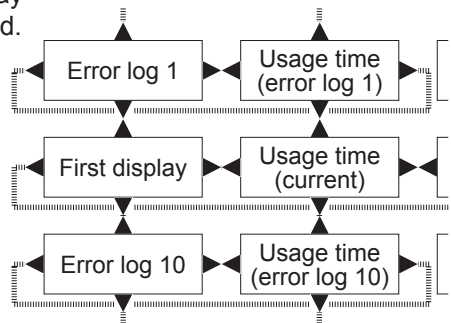 ay
d.
Error log 1
Usage time
(error log 1)
First display
Usage time
(current)
Error log 10
Usage time
(error log 10)